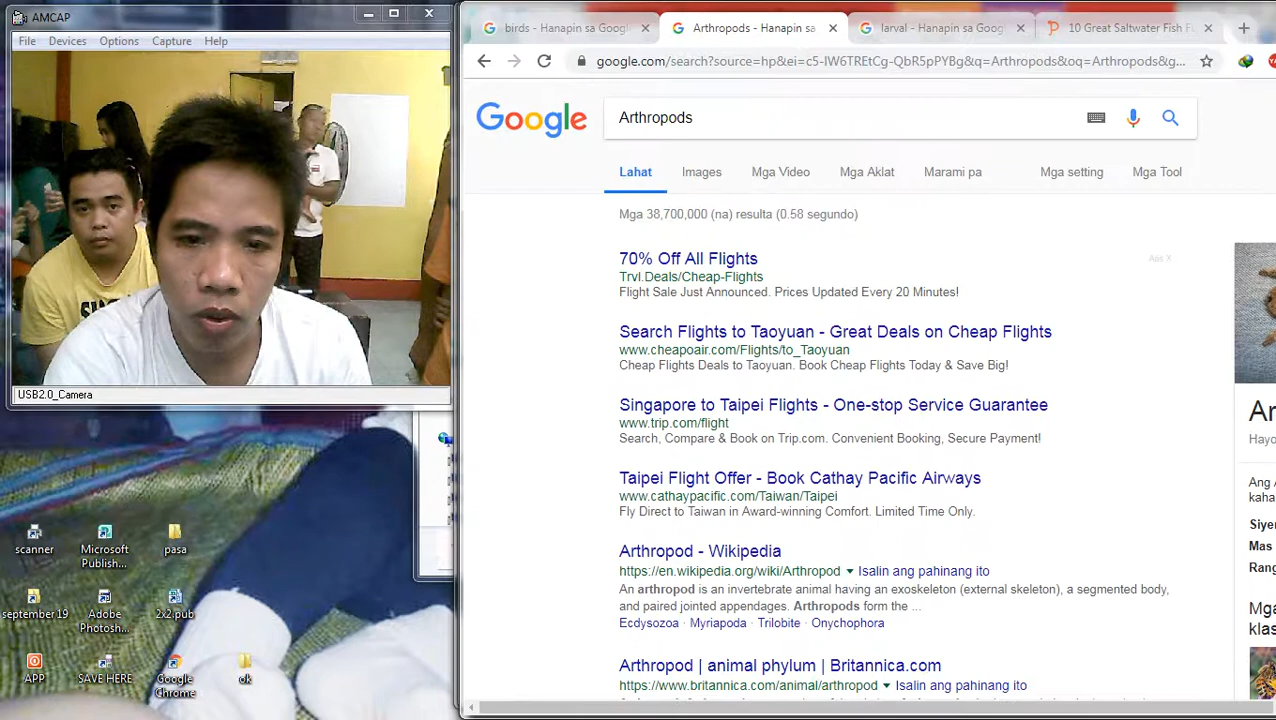 AMCAP
File Devices Options Capture Help
USB2.0_Camera
scanner
Microsoft
Publish...
pasa
september 19
Adobe
Photosh...
2x2.pub
APP
SAVE HERE
Google
Chrome
ok
birds - Hanapin sa Googl
Arthropods - Hanapin sa
larval - Hanapin sa Goog
10 Great Saltwater Fish F
google.com/search?source=hp&ei=c5-IW6TREtCg-QbR5pPYBg&q=Arthropods&oq=Arthropods&g...
Google
Arthropods
Lahat Images Mga Video Mga Aklat Marami pa Mga setting Mga Tool
Mga 38,700,000 (na) resulta (0.58 segundo)
70% Off All Flights
Trvl.Deals/Cheap-Flights
Flight Sale Just Announced. Prices Updated Every 20 Minutes!
Search Flights to Taoyuan - Great Deals on Cheap Flights
www.cheapoair.com/Flights/to_Taoyuan
Cheap Flights Deals to Taoyuan. Book Cheap Flights Today & Save Big!
Singapore to Taipei Flights - One-stop Service Guarantee
www.trip.com/flight
Search, Compare & Book on Trip.com. Convenient Booking, Secure Payment!
Taipei Flight Offer - Book Cathay Pacific Airways
www.cathaypacific.com/Taiwan/Taipei
Fly Direct to Taiwan in Award-winning Comfort. Limited Time Only.
Arthropod - Wikipedia
https://en.wikipedia.org/wiki/Arthropod Isalin ang pahinang ito
An arthropod is an invertebrate animal having an exoskeleton (external skeleton), a segmented body,
and paired jointed appendages. Arthropods form the ...
Ecdysozoa · Myriapoda · Trilobite · Onychophora
Arthropod | animal phylum | Britannica.com
https://www.britannica.com/animal/arthropod Isalin ang pahinang ito
Ar
Hayo
Ang A
kaha
Siye
Mas
Rang
Mga
klas